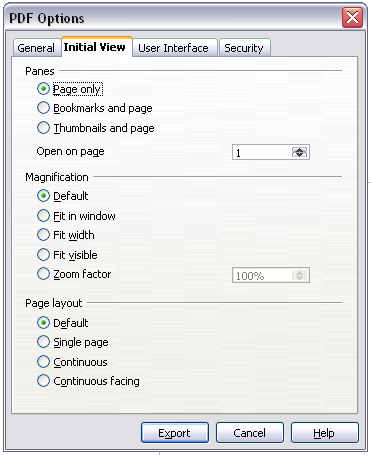 PDF Options
General Initial View User Interface Security
Panes
Page only
Bookmarks and page
Thumbnails and page
Open on page 1
Magnification
Default
Fit in window
Fit width
Fit visible
Zoom factor 100%
Page layout
Default
Single page
Continuous
Continuous facing
Export Cancel Help